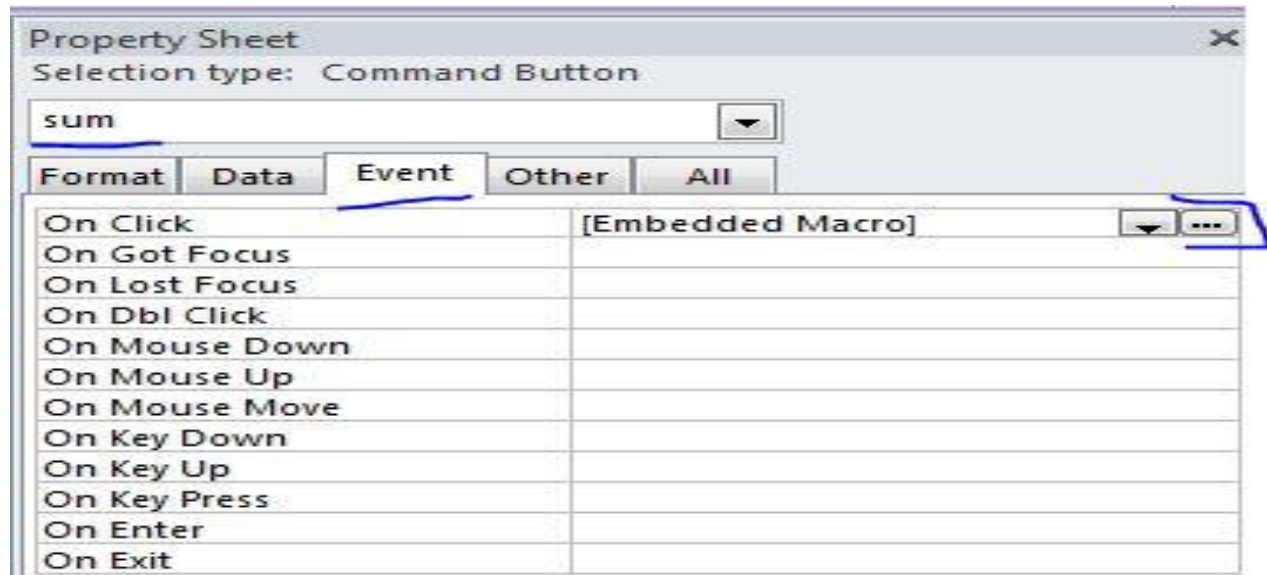 Property Sheet
Selection type: Command Button
sum
Format Data Event Other All
On Click [Embedded Macro] ...
On Got Focus
On Lost Focus
On Dbl Click
On Mouse Down
On Mouse Up
On Mouse Move
On Key Down
On Key Up
On Key Press
On Enter
On Exit